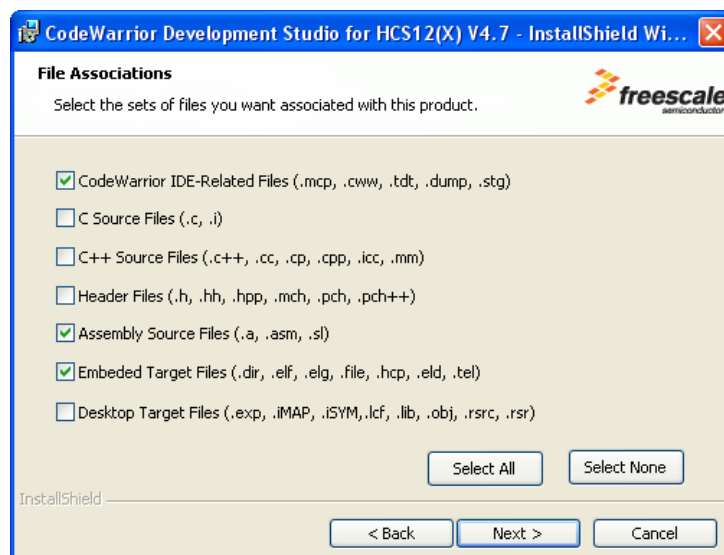 CodeWarrior Development Studio for HCS12(X) V4.7 - InstallShield Wi...
File Associations
Select the sets of files you want associated with this product.
freescale
semiconductor
CodeWarrior IDE-Related Files (.mcp, .cww, .tdt, .dump, .stg)
C Source Files (.c, .i)
C++ Source Files (.c++, .cc, .cp, .cpp, .icc, .mm)
Header Files (.h, .hh, .hpp, .mch, .pch, .pch++)
Assembly Source Files (.a, .asm, .sl)
Embeded Target Files (.dir, .elf, .elg, .file, .hcp, .eld, .tel)
Desktop Target Files (.exp, .iMAP, .iSYM,.lcf, .lib, .obj, .rsrc, .rsr)
Select All Select None
InstallShield
< Back Next > Cancel